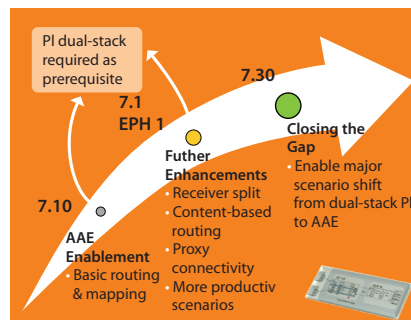 PI dual-stack
required as
prerequisite
7.30
7.1
EPH 1
Closing the
Gap
• Enable major
scenario shift
from dual-stack PI
to AAE
Futher
Enhancements
• Receiver split
• Content-based
routing
• Proxy
connectivity
• More productiv
scenarios
7.10
AAE
Enablement
• Basic routing
& mapping